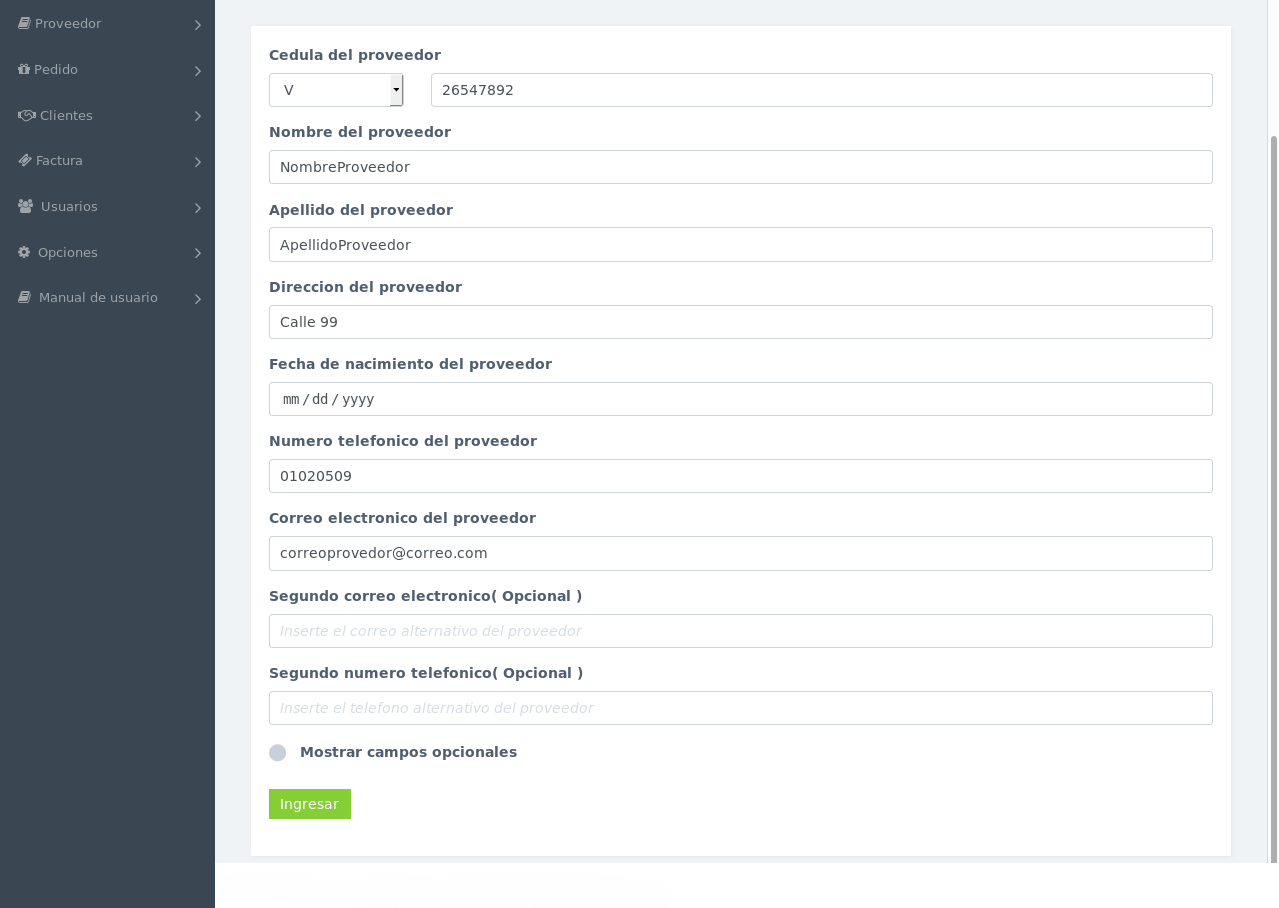 Proveedor
Pedido
Clientes
Factura
Usuarios
Opciones
Manual de usuario
Cedula del proveedor
V 26547892
Nombre del proveedor
NombreProveedor
Apellido del proveedor
ApellidoProveedor
Direccion del proveedor
Calle 99
Fecha de nacimiento del proveedor
mm / dd / yyyy
Numero telefonico del proveedor
01020509
Correo electronico del proveedor
correoprovedor@correo.com
Segundo correo electronico( Opcional )
Inserte el correo alternativo del proveedor
Segundo numero telefonico( Opcional )
Inserte el telefono alternativo del proveedor
Mostrar campos opcionales
Ingresar